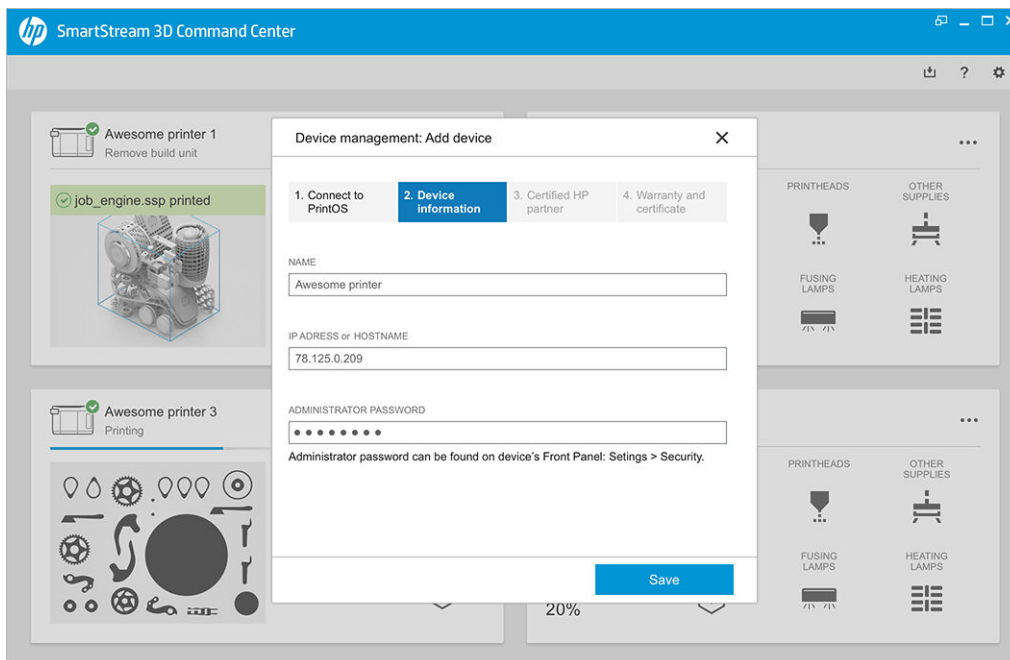 hp SmartStream 3D Command Center
?
Awesome printer 1
Remove build unit
job_engine.ssp printed
Device management: Add device
1. Connect to
PrintOS
2. Device
information
3. Certified HP
partner
4. Warranty and
certificate
NAME
Awesome printer
IP ADRESS or HOSTNAME
78.125.0.209
ADMINISTRATOR PASSWORD
Administrator password can be found on device's Front Panel: Setings > Security.
Save
PRINTHEADS
OTHER
SUPPLIES
FUSING
LAMPS
HEATING
LAMPS
Awesome printer 3
Printing
PRINTHEADS
OTHER
SUPPLIES
FUSING
LAMPS
HEATING
LAMPS
20%